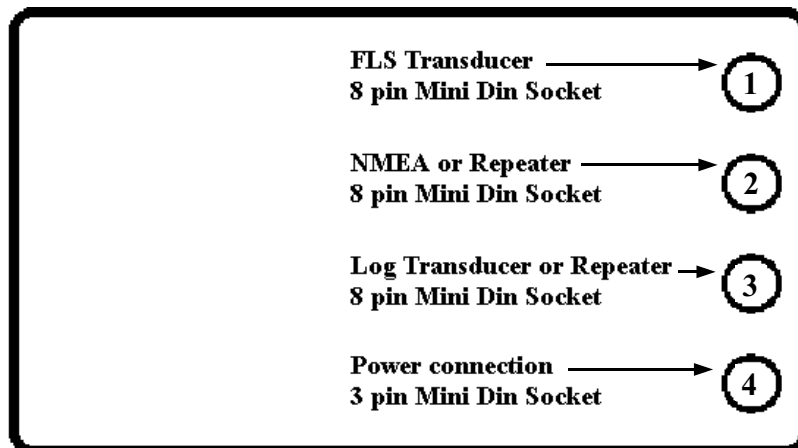 FLS Transducer
8 pin Mini Din Socket
1
NMEA or Repeater
8 pin Mini Din Socket
2
Log Transducer or Repeater
8 pin Mini Din Socket
3
Power connection
3 pin Mini Din Socket
4